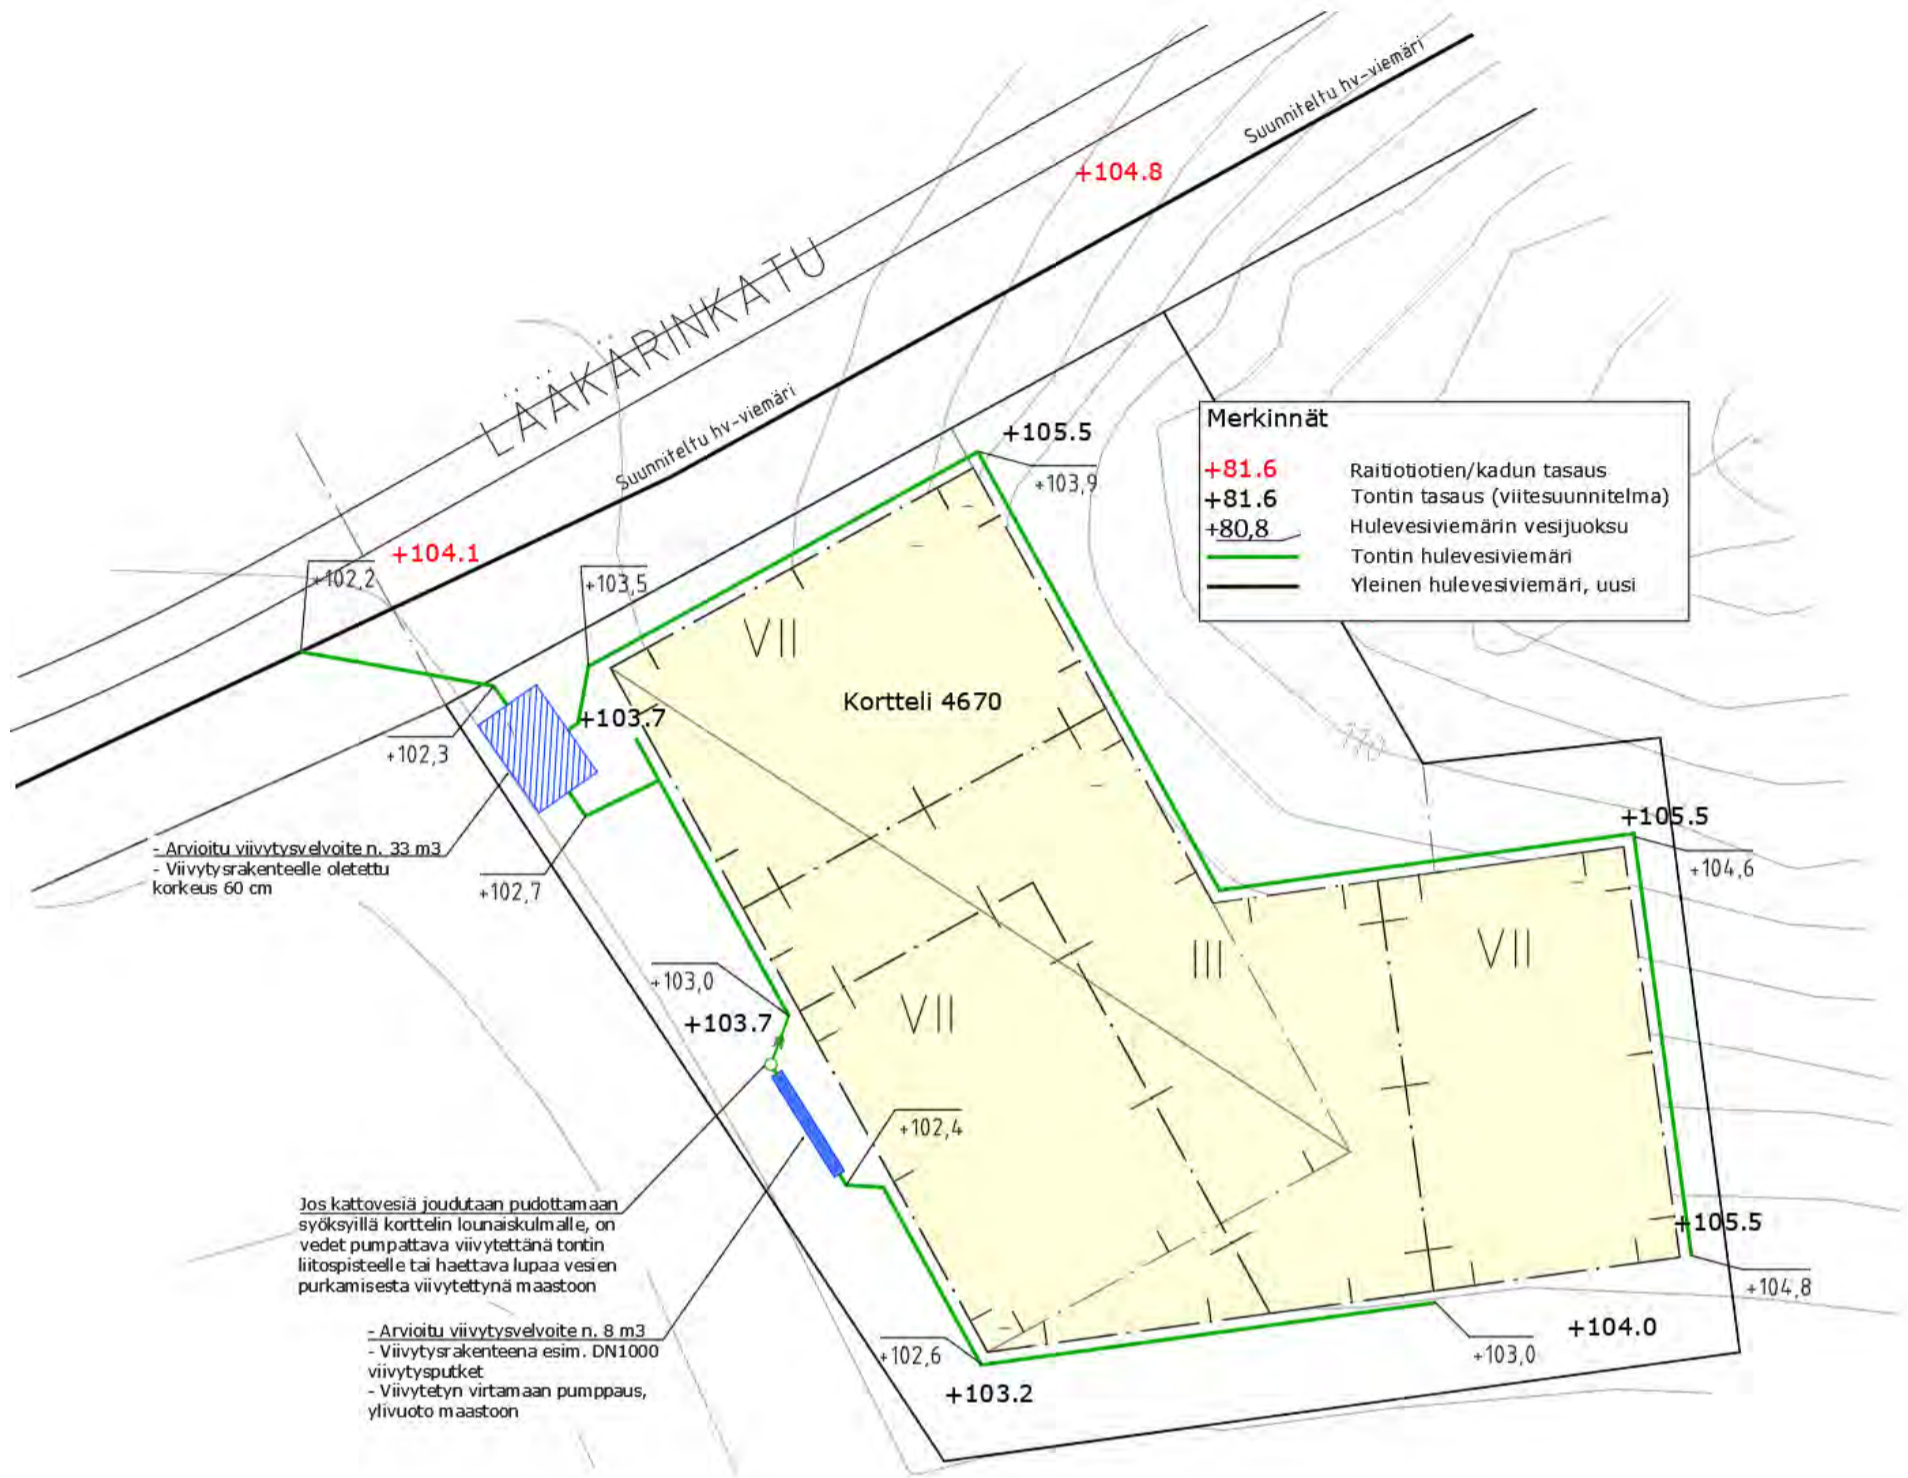 Suunniteltu hv-viemäri
+104.8
LÄÄKÄRINKATU
Suunniteltu hv-viemäri
+105.5
+103,9
Merkinnät
+81.6 Raitiotiotien/kadun tasaus
+81.6 Tontin tasaus (viitesuunnitelma)
+80,8 Hulevesiviemärin vesijuoksu
Tontin hulevesiviemäri
Yleinen hulevesiviemäri, uusi
+104.1
+102,2
+103,5
VII
Kortteli 4670
+103.7
+102,3
110
+105.5
+104,6
- Arvioitu viivytysvelvoite n. 33 m3
- Viivytysrakenteelle oletettu
korkeus 60 cm
+102,7
III
VII
+103,0
+103.7
VII
+102,4
Jos kattovesiä joudutaan pudottamaan
syöksyillä korttelin lounaiskulmalle, on
vedet pumpattava viivytettänä tontin
liitospisteelle tai haettava lupaa vesien
purkamisesta viivytettynä maastoon
+105.5
+104,8
- Arvioitu viivytysvelvoite n. 8 m3
- Viivytysrakenteena esim. DN1000
viivytysputket
- Viivytetyn virtamaan pumppaus,
ylivuoto maastoon
+102,6
+103.2
+104.0
+103,0